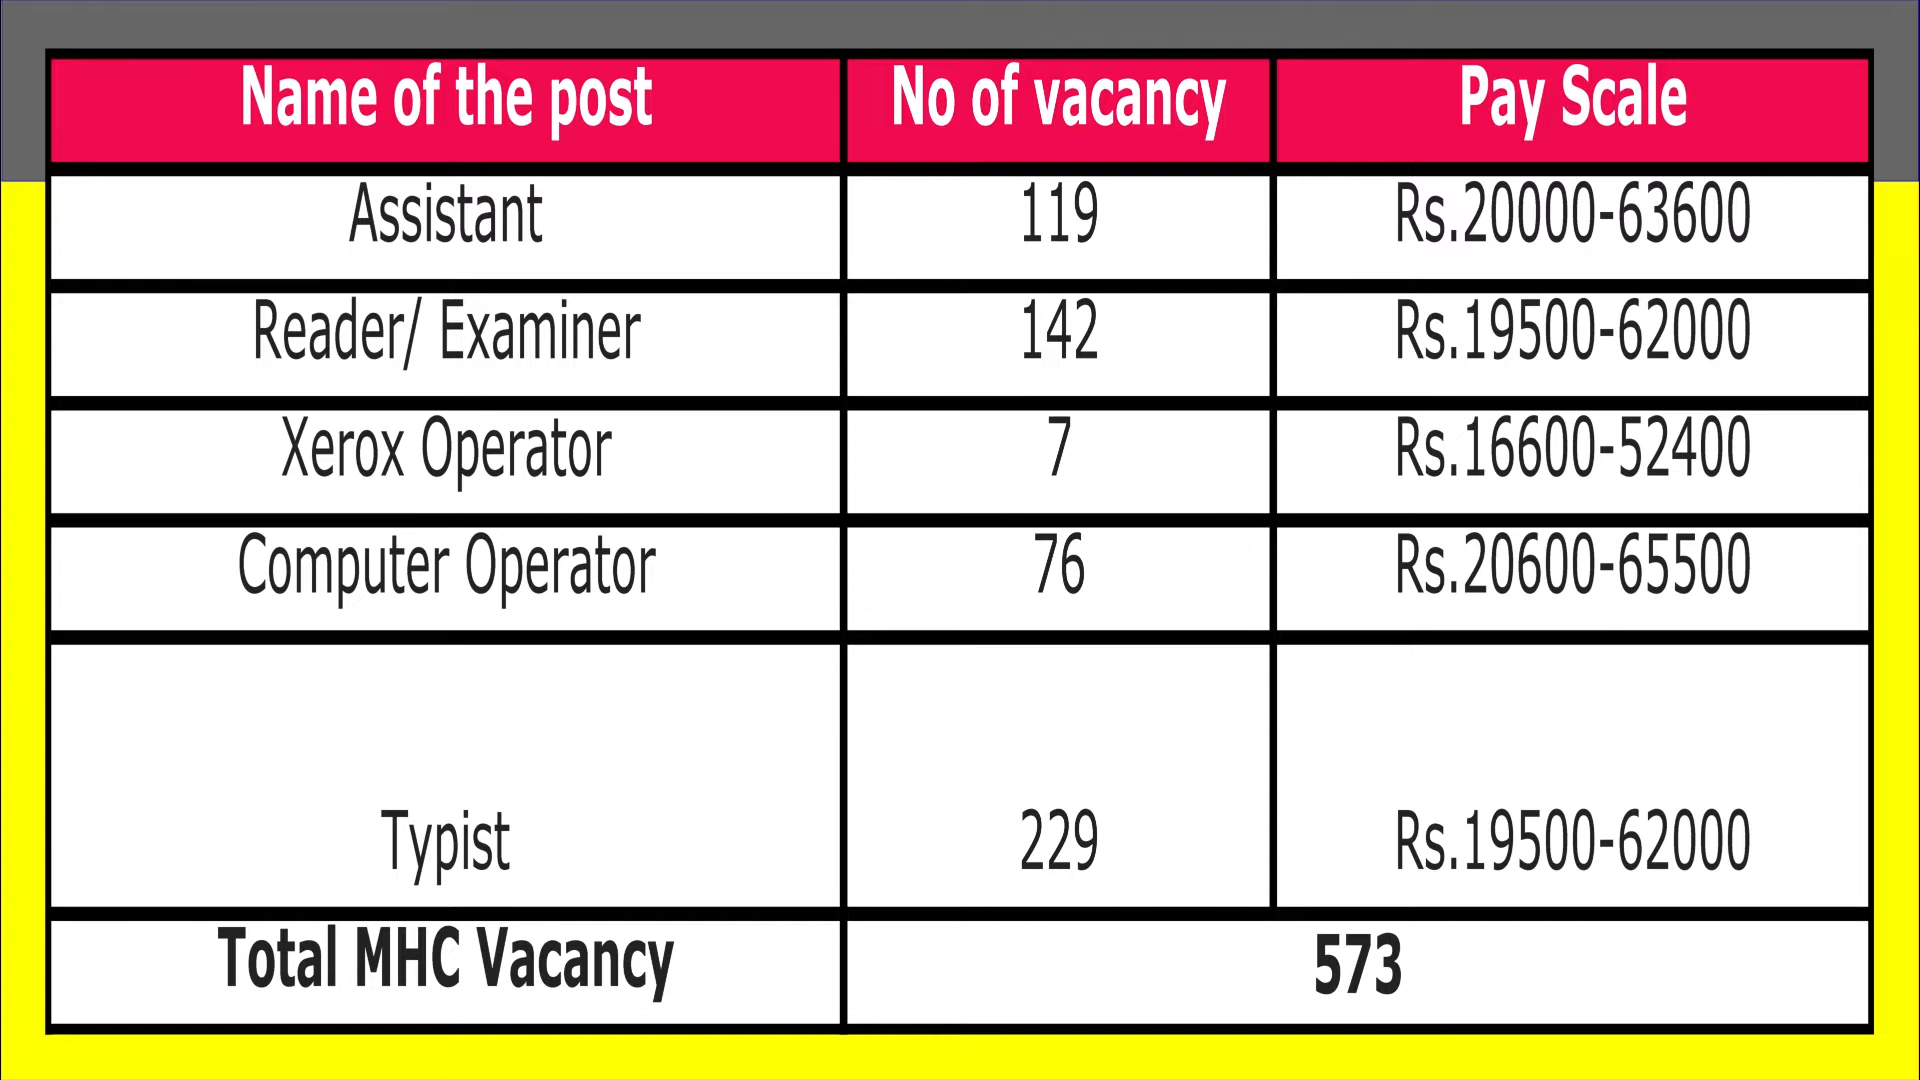 Name of the post No of vacancy Pay Scale
Assistant 119 Rs.20000-63600
Reader/ Examiner 142 Rs.19500-62000
Xerox Operator 7 Rs.16600-52400
Computer Operator 76 Rs.20600-65500
Typist 229 Rs.19500-62000
Total MHC Vacancy 573